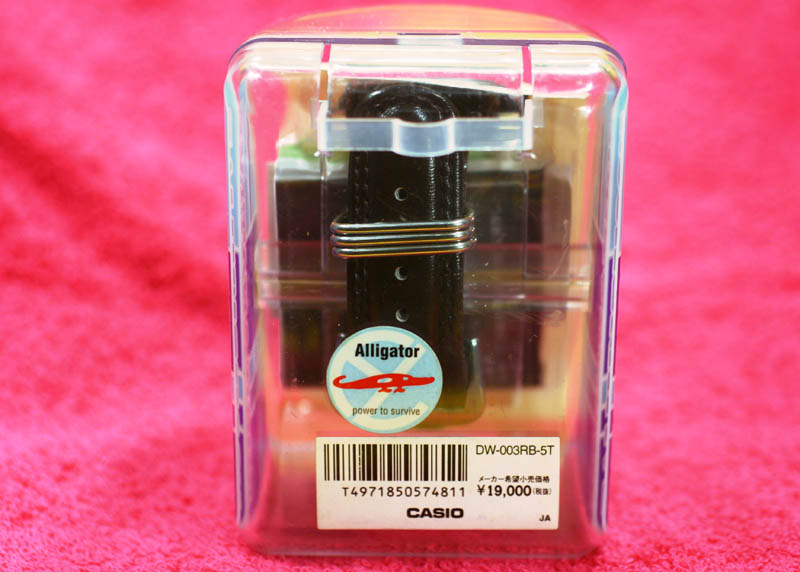 Alligator
power to survive
DW-003RB-5T
メーカー希望小売価格
¥19,000(税抜)
T4971850574811
CASIO
JA